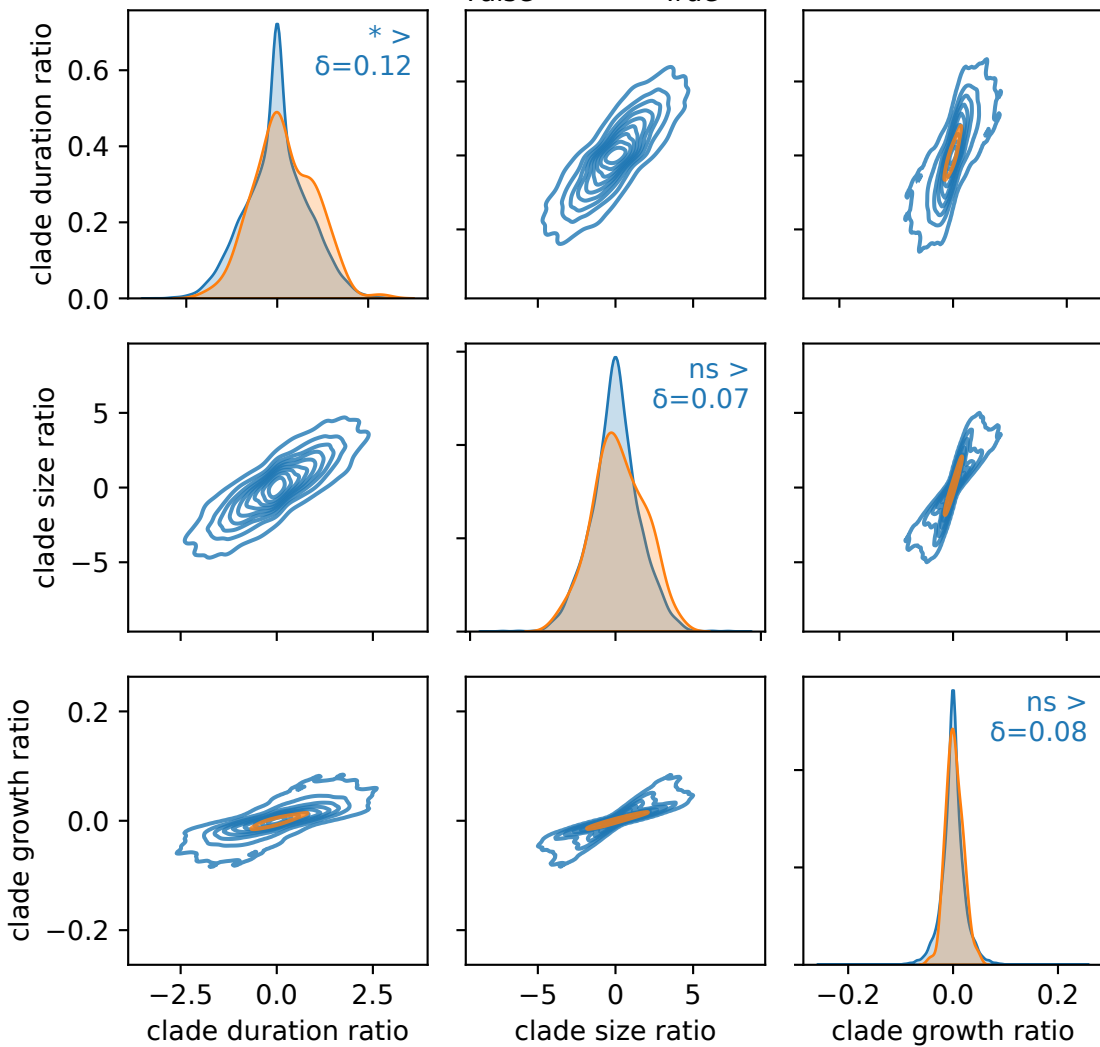 clade duration ratio
0.6
0.4
0.2
0.0
* >
δ=0.12
clade size ratio
5
0
−5
ns >
δ=0.07
clade growth ratio
0.2
0.0
−0.2
ns >
δ=0.08
−2.5 0.0 2.5
−5 0 5
−0.2 0.0 0.2
clade duration ratio
clade size ratio
clade growth ratio